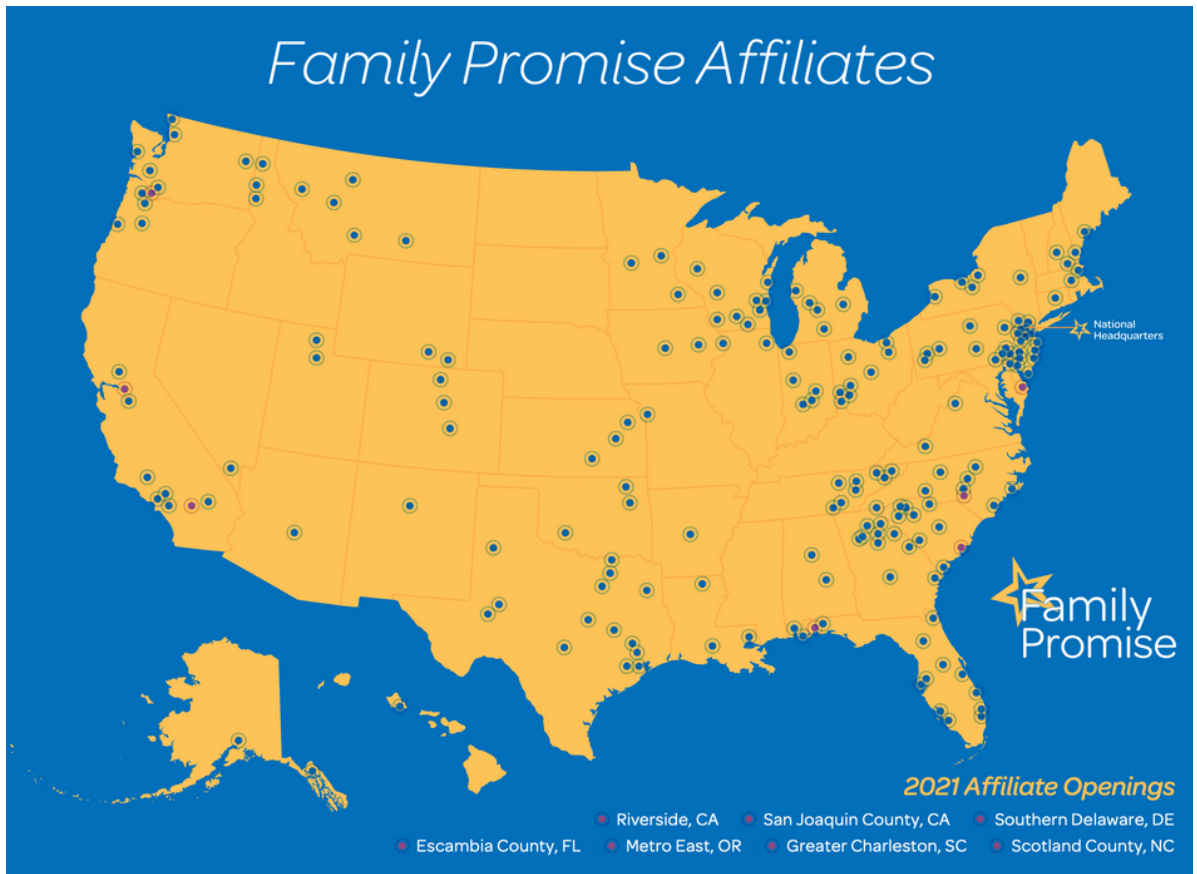 Family Promise Affiliates
National
Headquarters
Family
Promise
2021 Affiliate Openings
Riverside, CA San Joaquin County, CA Southern Delaware, DE
Escambia County, FL Metro East, OR Greater Charleston, SC Scotland County, NC